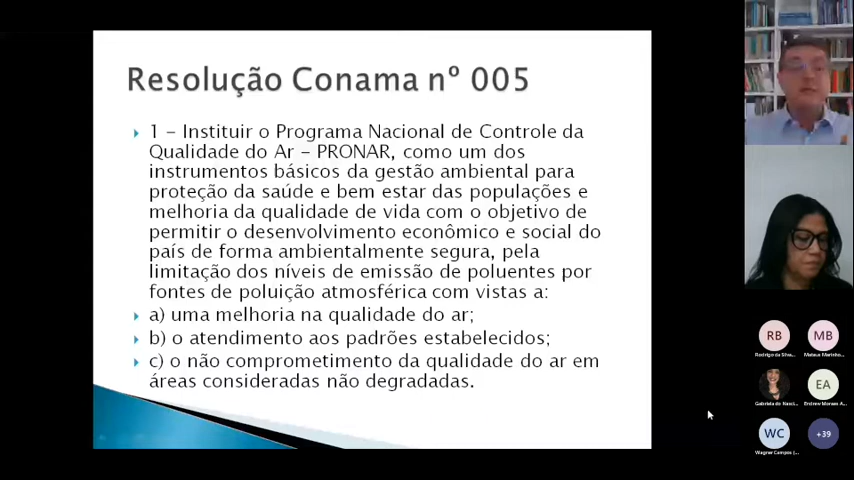 Resolução Conama nº 005
1 – Instituir o Programa Nacional de Controle da
Qualidade do Ar – PRONAR, como um dos
instrumentos básicos da gestão ambiental para
proteção da saúde e bem estar das populações e
melhoria da qualidade de vida com o objetivo de
permitir o desenvolvimento econômico e social do
país de forma ambientalmente segura, pela
limitação dos níveis de emissão de poluentes por
fontes de poluição atmosférica com vistas a:
a) uma melhoria na qualidade do ar;
b) o atendimento aos padrões estabelecidos;
c) o não comprometimento da qualidade do ar em
áreas consideradas não degradadas.
RB
MB
Rodrigo da Silva...
Mateus Marinho...
EA
Gabriela de Nasci...
Andrew Moraes A...
WC
+39
Wagner Campos (...